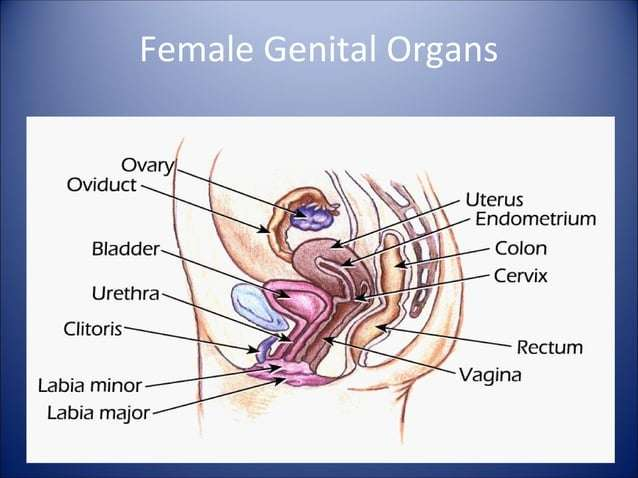 Female Genital Organs
Ovary
Oviduct
Bladder
Urethra
Clitoris
Labia minor
Labia major
Uterus
Endometrium
Colon
Cervix
Rectum
Vagina